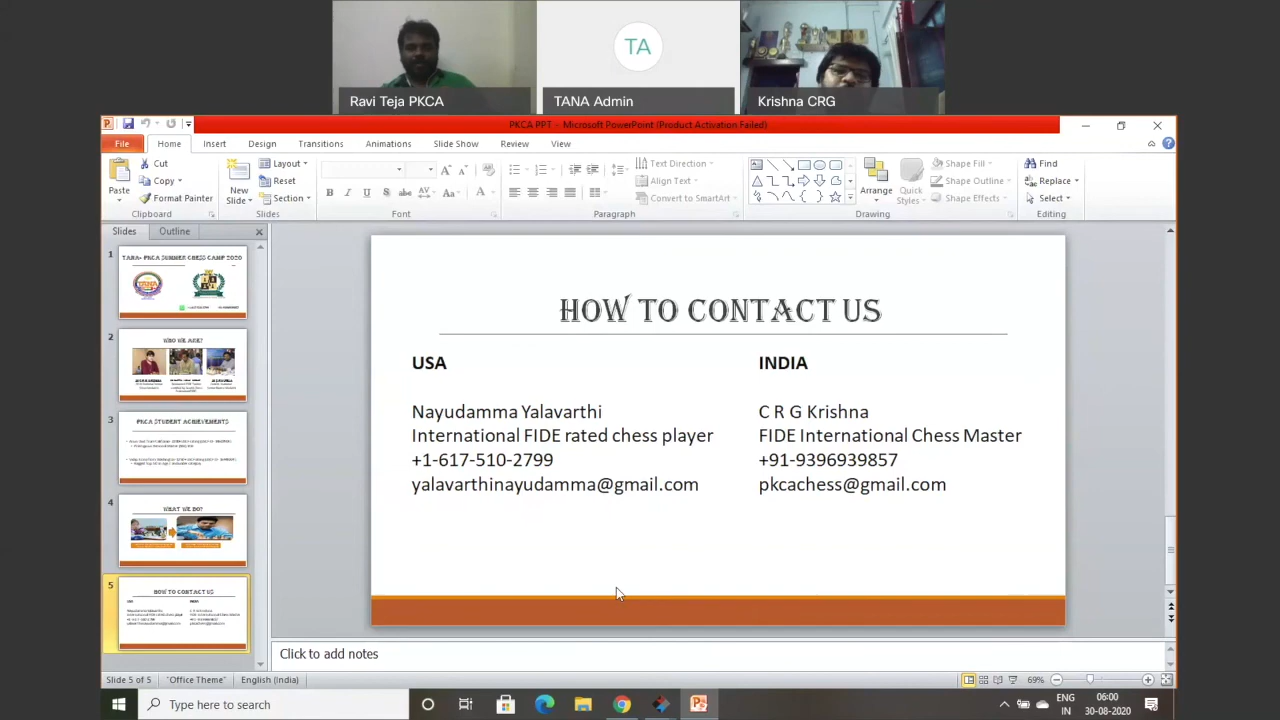 TA
Ravi Teja PKCA
TANA Admin
Krishna CRG
PKCA PPT - Microsoft PowerPoint (Product Activation Failed)
File Home Insert Design Transitions Animations Slide Show Review View
Paste
Cut
Copy
Format Painter
Clipboard
New Slide
Layout
Reset
Section
Slides
Font
Text Direction
Align Text
Convert to SmartArt
Paragraph
Arrange
Quick Styles
Shape Fill
Shape Outline
Shape Effects
Drawing
Find
Replace
Select
Editing
Slides Outline
1
TANA- PKCA SUMMER CHESS CAMP 2020
2
WHO WE ARE?
3
PKCA STUDENT ACHIEVEMENTS
4
WHAT WE DO?
5
HOW TO CONTACT US
HOW TO CONTACT US
USA
Nayudamma Yalavarthi
International FIDE rated chess player
+1-617-510-2799
yalavarthinayudamma@gmail.com
INDIA
C R G Krishna
FIDE International Chess Master
+91-9396939857
pkcachess@gmail.com
Click to add notes
Slide 5 of 5 "Office Theme" English (India) 69%
Type here to search
ENG
IN
06:00
30-08-2020